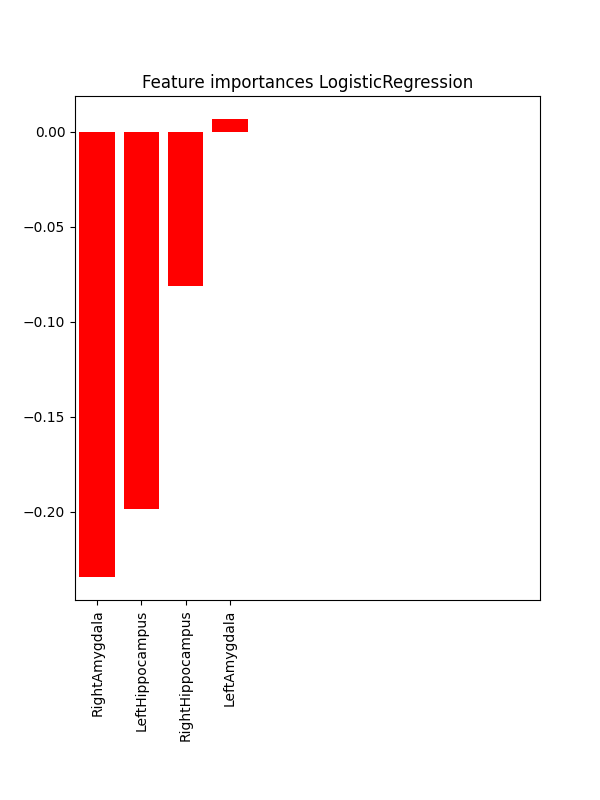 Feature importances LogisticRegression
0.00
−0.05
−0.10
−0.15
−0.20
RightAmygdala
LeftHippocampus
RightHippocampus
LeftAmygdala